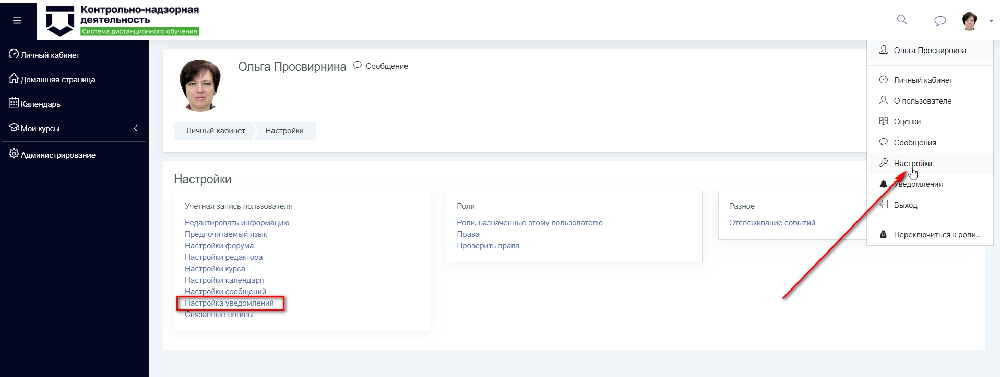 Контрольно-надзорная
деятельность
Система дистанционного обучения
Личный кабинет
Домашняя страница
Календарь
Мои курсы
Администрирование
Ольга Просвирнина
Сообщение
Личный кабинет
Настройки
Настройки
Учетная запись пользователя
Редактировать информацию
Предпочитаемый язык
Настройки форума
Настройки редактора
Настройки курса
Настройки календаря
Настройки сообщений
Настройка уведомлений
Связанные логины
Роли
Роли, назначенные этому пользователю
Права
Проверить права
Разное
Отслеживание событий
Ольга Просвирнина
Личный кабинет
О пользователе
Оценки
Сообщения
Настройки
Уведомления
Выход
Переключиться к роли...